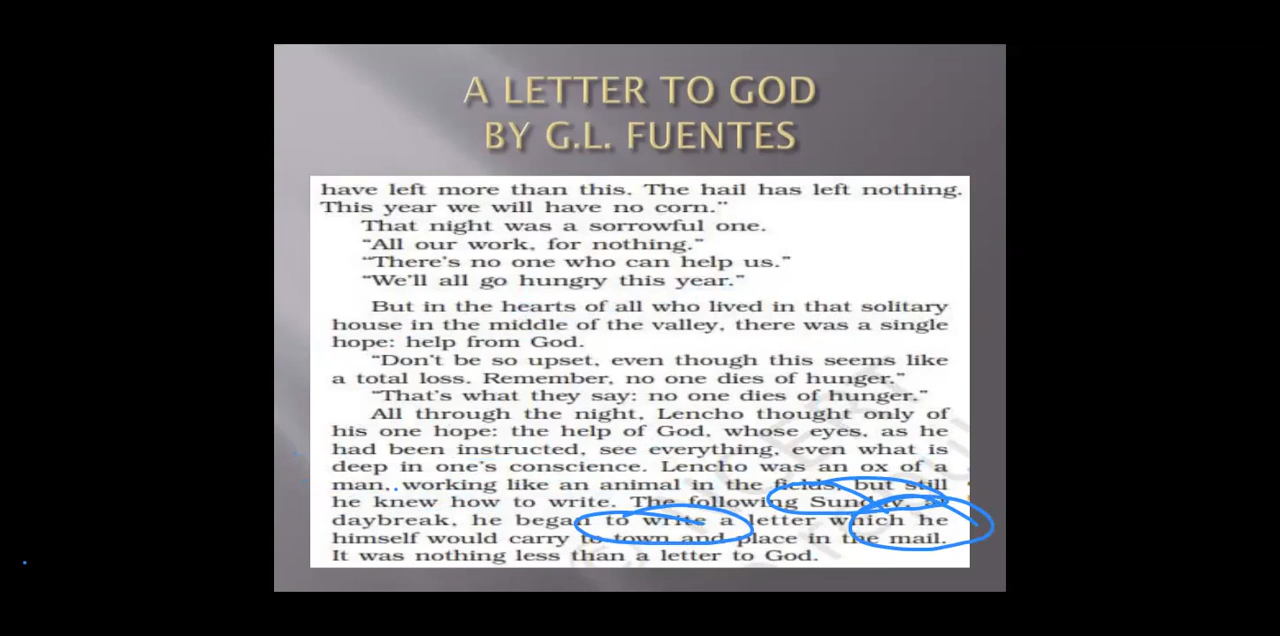 A LETTER TO GOD
BY G.L. FUENTES
have left more than this. The hail has left nothing.
This year we will have no corn."
That night was a sorrowful one.
"All our work, for nothing."
"There's no one who can help us."
"We'll all go hungry this year."
But in the hearts of all who lived in that solitary
house in the middle of the valley, there was a single
hope: help from God.
"Don't be so upset, even though this seems like
a total loss. Remember, no one dies of hunger."
"That's what they say: no one dies of hunger."
All through the night, Lencho thought only of
his one hope: the help of God, whose eyes, as he
had been instructed, see everything, even what is
deep in one's conscience. Lencho was an ox of a
man, working like an animal in the fields, but still
he knew how to write. The following Sunday, at
daybreak, he began to write a letter which he
himself would carry to town and place in the mail.
It was nothing less than a letter to God.